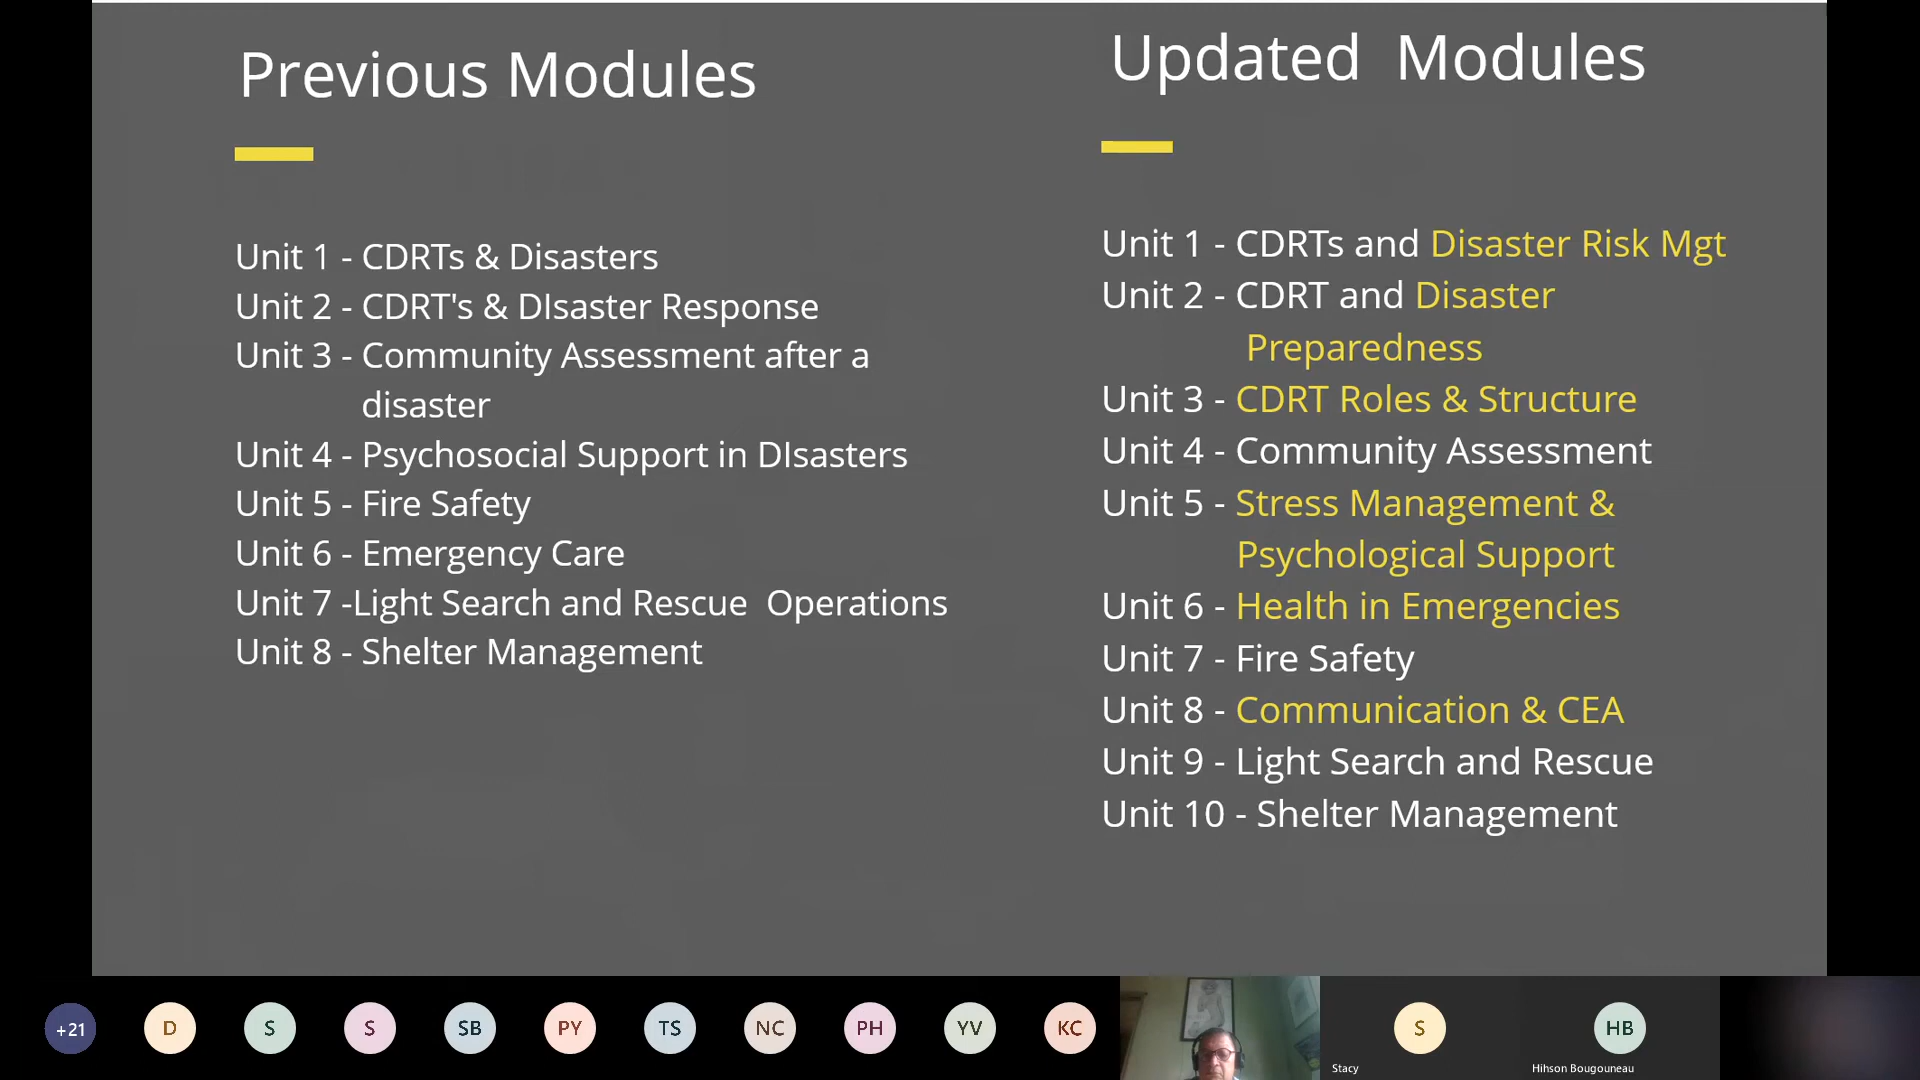 Previous Modules
Unit 1 - CDRTs & Disasters
Unit 2 - CDRT's & DIsaster Response
Unit 3 - Community Assessment after a
disaster
Unit 4 - Psychosocial Support in DIsasters
Unit 5 - Fire Safety
Unit 6 - Emergency Care
Unit 7 -Light Search and Rescue  Operations
Unit 8 - Shelter Management
Updated  Modules
Unit 1 - CDRTs and Disaster Risk Mgt
Unit 2 - CDRT and Disaster
Preparedness
Unit 3 - CDRT Roles & Structure
Unit 4 - Community Assessment
Unit 5 - Stress Management &
Psychological Support
Unit 6 - Health in Emergencies
Unit 7 - Fire Safety
Unit 8 - Communication & CEA
Unit 9 - Light Search and Rescue
Unit 10 - Shelter Management
+21 D S S SB PY TS NC PH YV KC S HB
Stacy Hihson Bougouneau